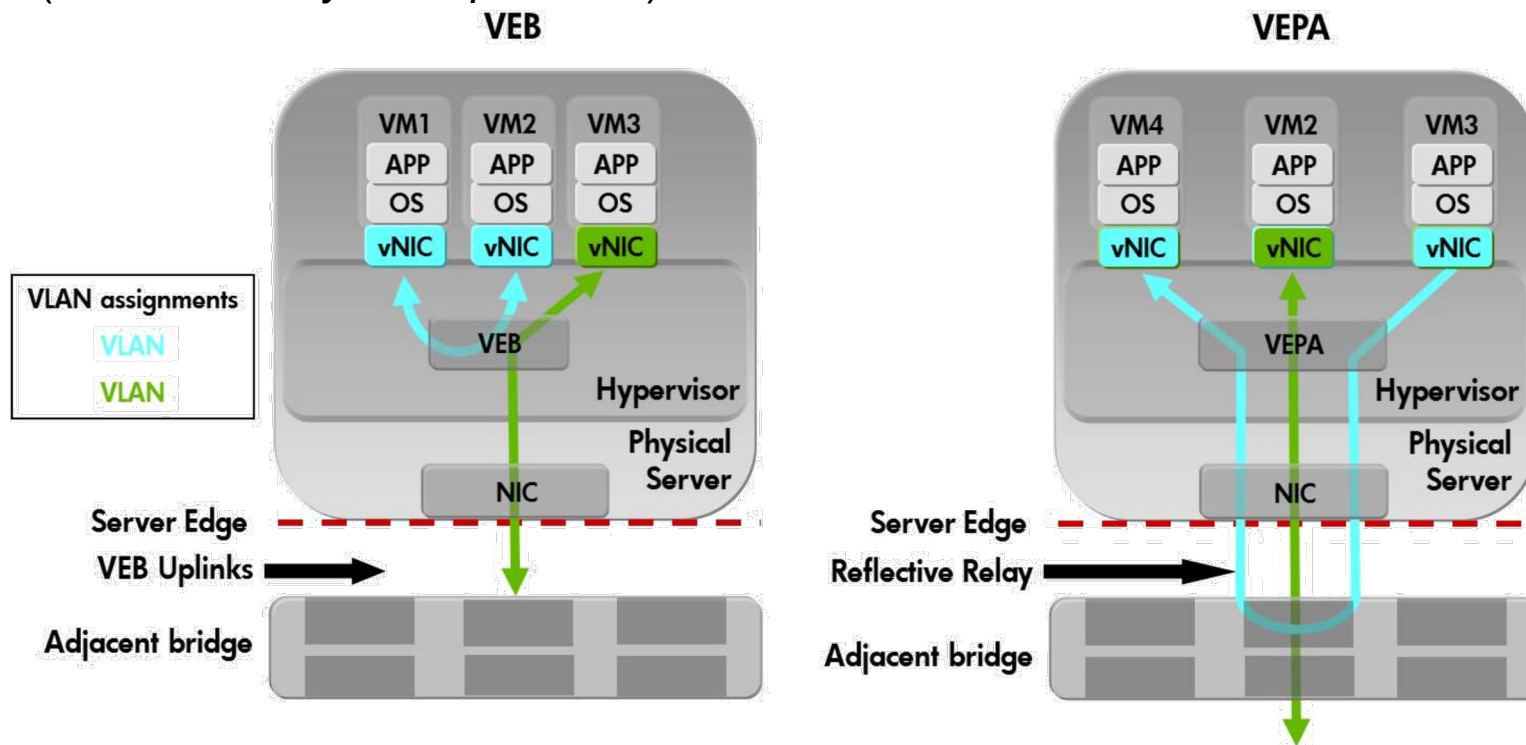 VEB
VM1 VM2 VM3
APP APP APP
OS OS OS
vNIC vNIC vNIC
VLAN assignments
VLAN
VLAN
VEB
Hypervisor
Physical
Server
NIC
Server Edge
VEB Uplinks
Adjacent bridge
VEPA
VM4 VM2 VM3
APP APP APP
OS OS OS
vNIC vNIC vNIC
VEPA
Hypervisor
Physical
Server
NIC
Server Edge
Reflective Relay
Adjacent bridge